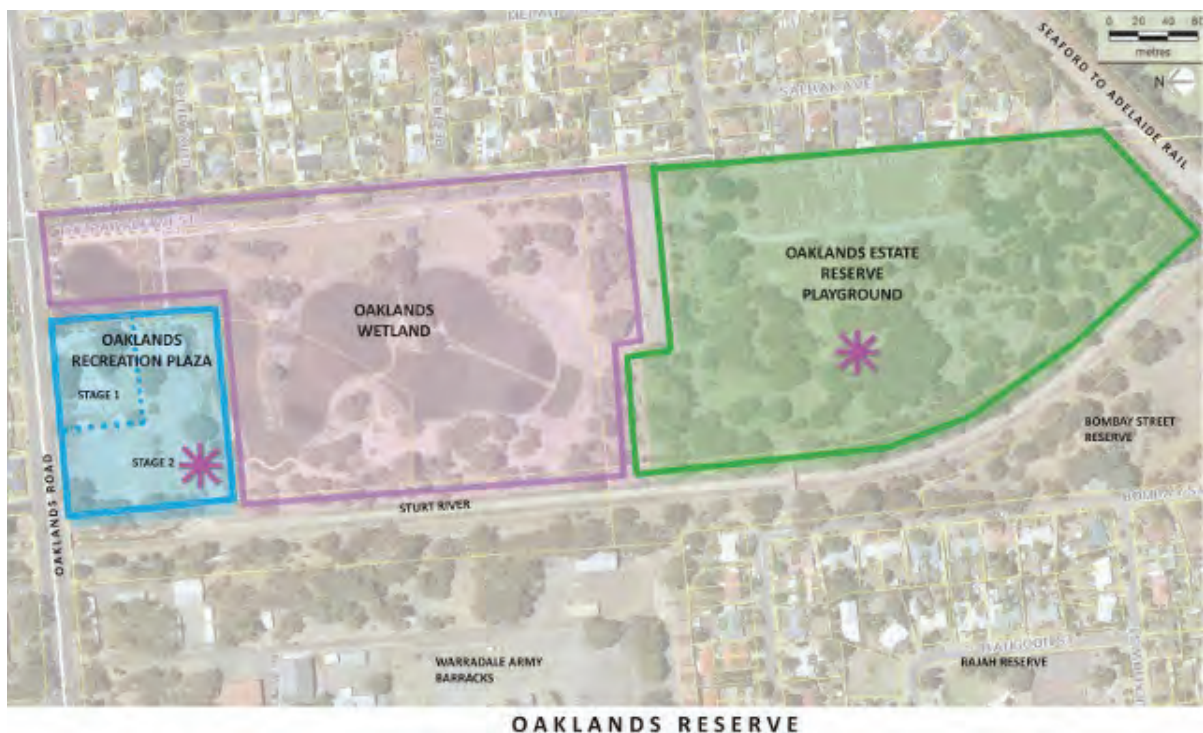 0 20 40 60
metres
N
SEAFORD TO ADELAIDE RAIL
OAKLANDS ESTATE
RESERVE
PLAYGROUND
OAKLANDS
WETLAND
OAKLANDS
RECREATION PLAZA
STAGE 1
STAGE 2
BOMBAY STREET
RESERVE
STURT RIVER
OAKLANDS ROAD
WARRADALE ARMY
BARRACKS
RAJAH RESERVE
OAKLANDS RESERVE